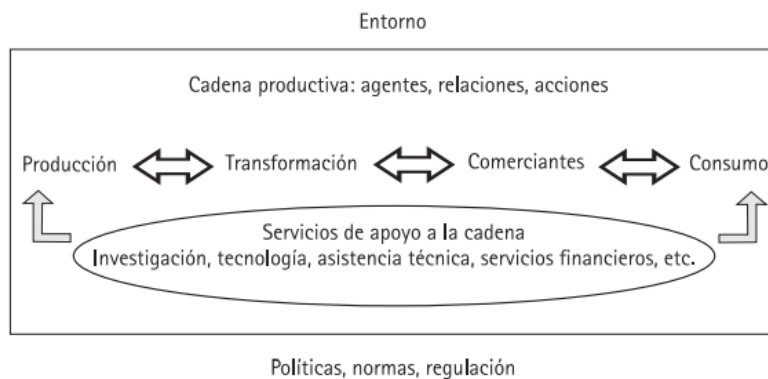 Entorno
Cadena productiva: agentes, relaciones, acciones
Producción Transformación Comerciantes Consumo
Servicios de apoyo a la cadena
Investigación, tecnología, asistencia técnica, servicios financieros, etc.
Políticas, normas, regulación